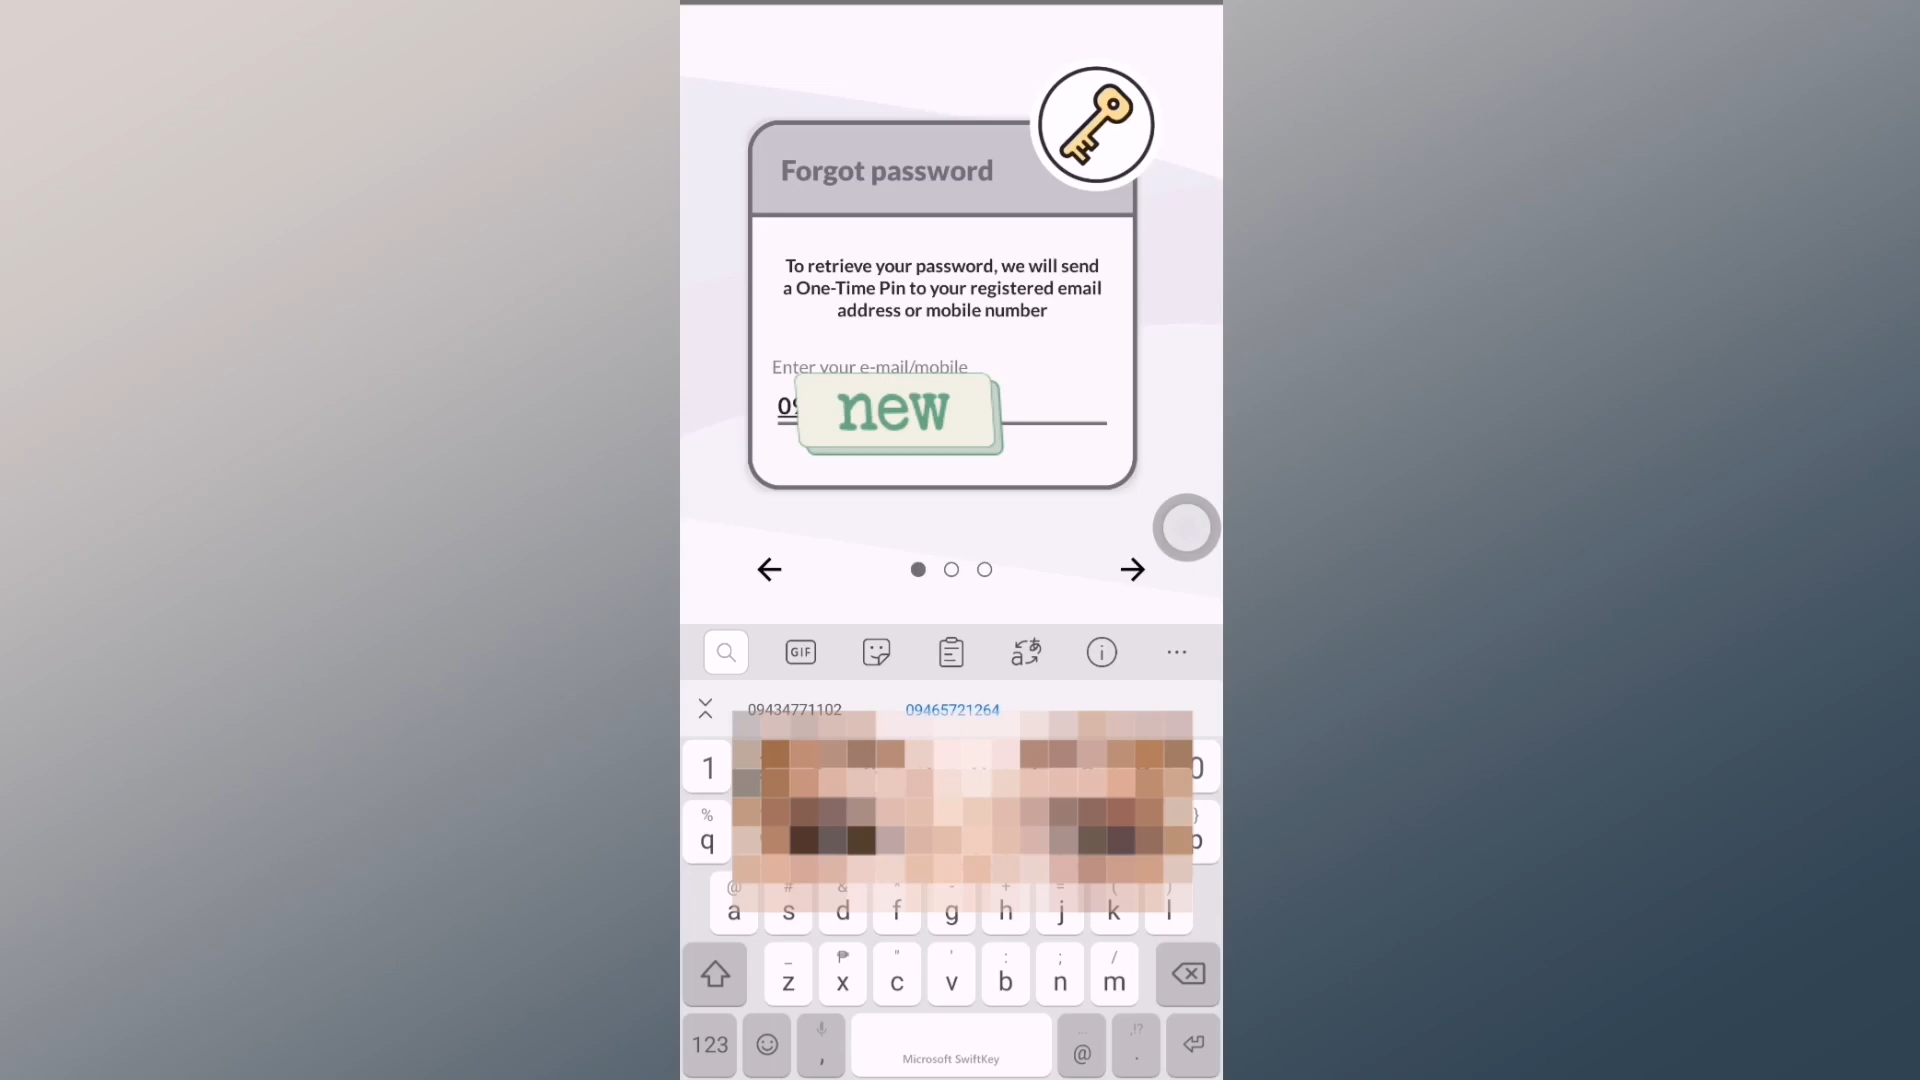 Forgot password
To retrieve your password, we will send
a One-Time Pin to your registered email
address or mobile number
Enter your e-mail/mobile
new
GIF
09434771102 09465721264
1 0
% }
q p
@ # & * - + = ( )
a s d f g h j k l
_ ₱ " ' : ; /
z x c v b n m
123 , Microsoft SwiftKey @ .
,!?